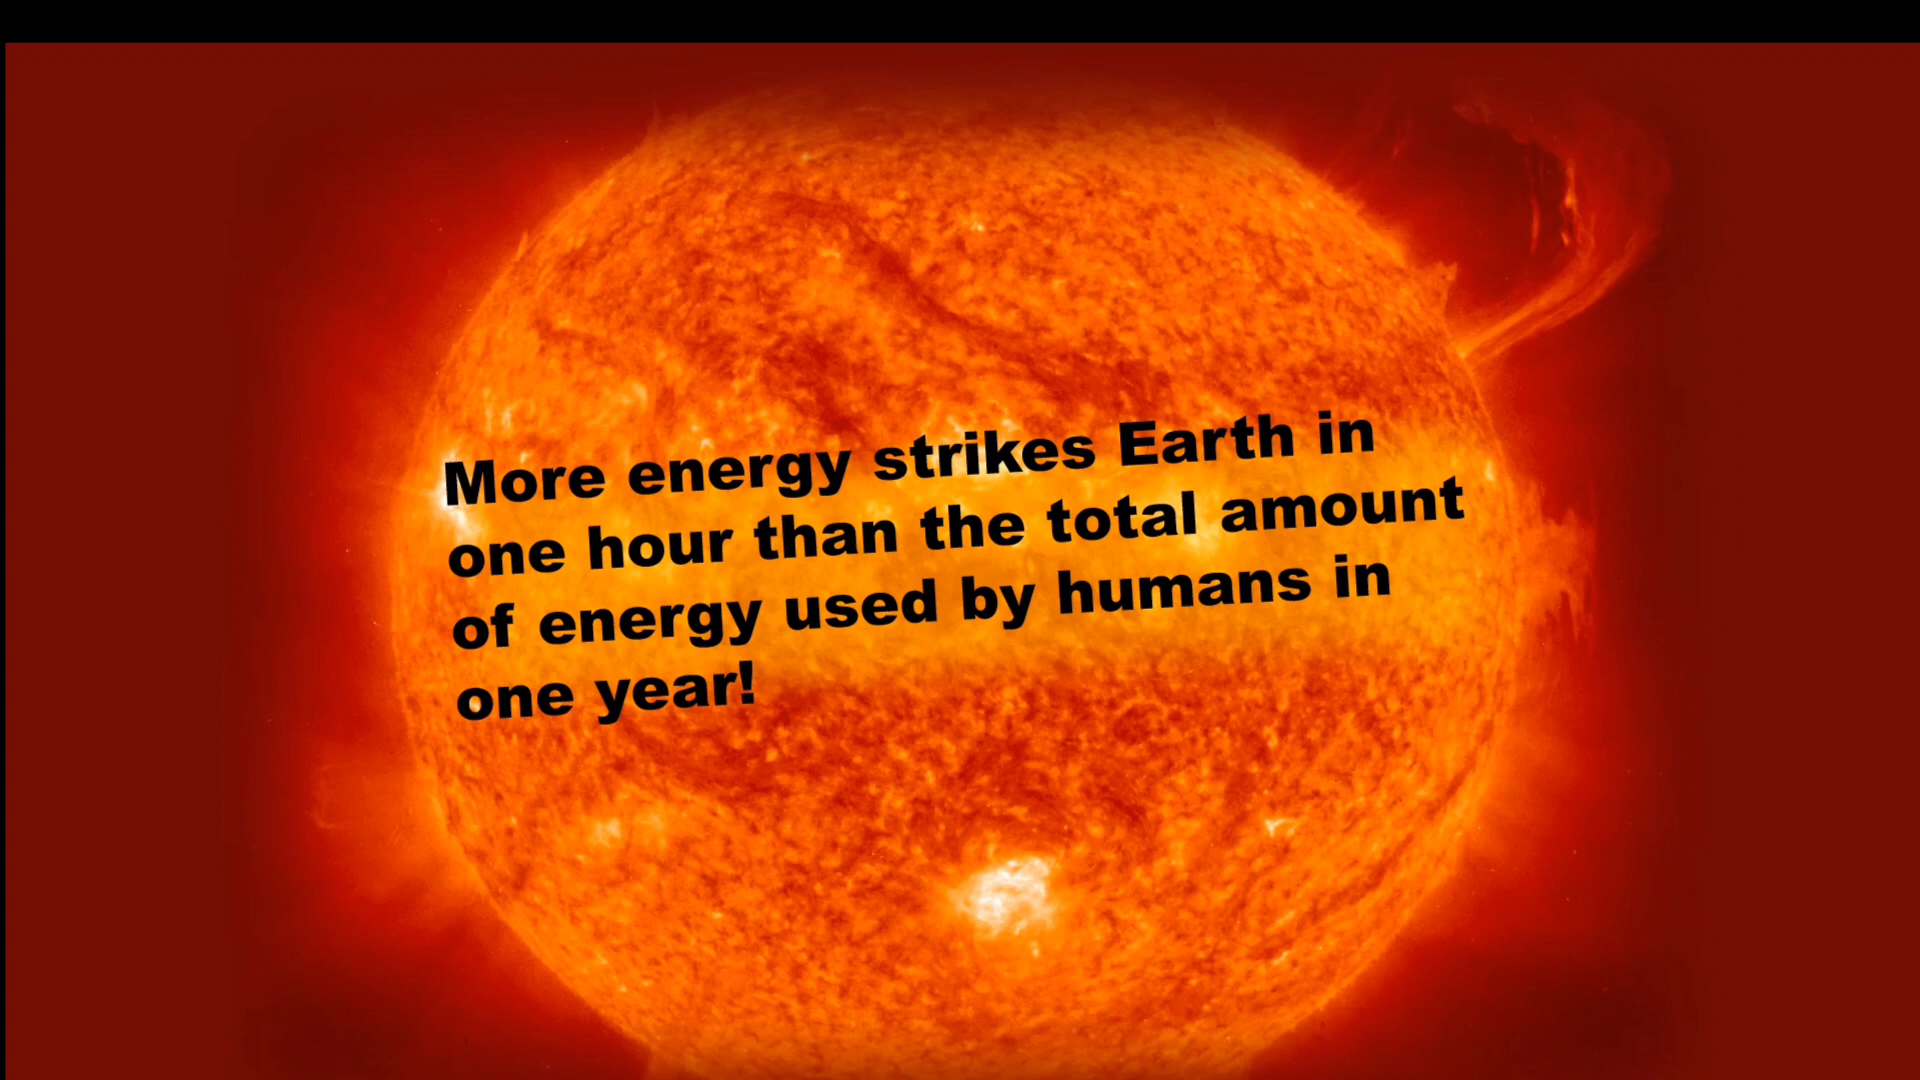 More energy strikes Earth in
one hour than the total amount
of energy used by humans in
one year!